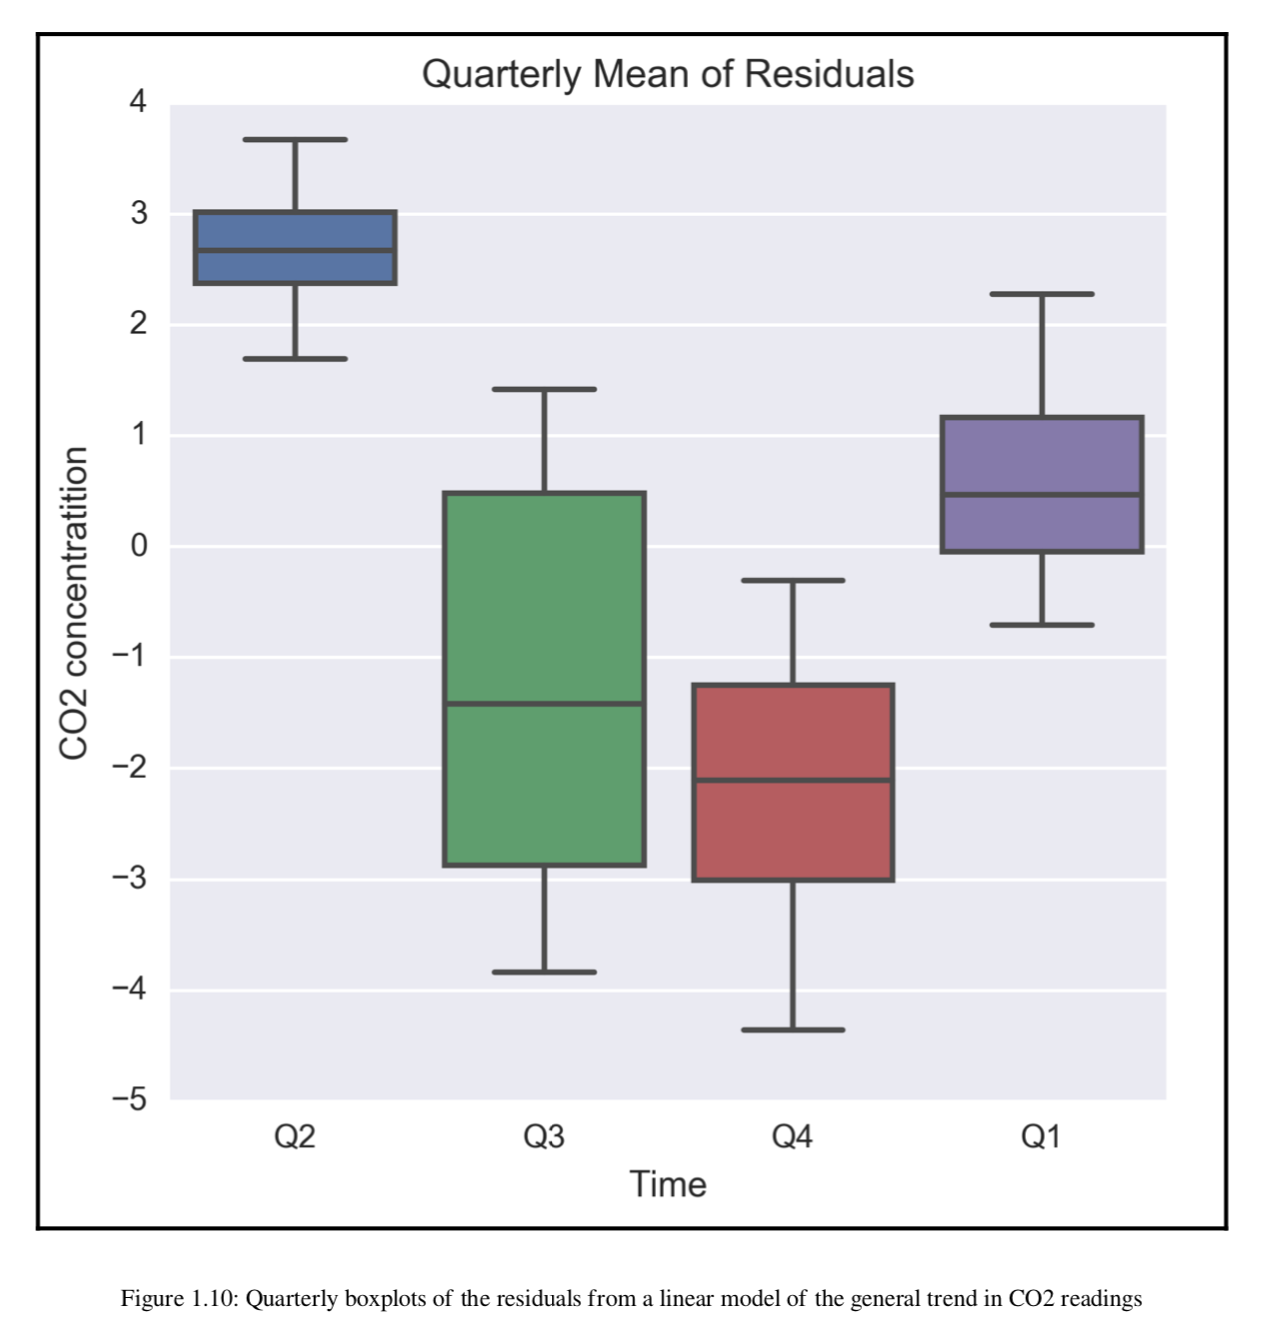 Quarterly Mean of Residuals
4
3
2
1
0
−1
−2
−3
−4
−5
CO2 concentratition
Q2 Q3 Q4 Q1
Time
Figure 1.10: Quarterly boxplots of the residuals from a linear model of the general trend in CO2 readings